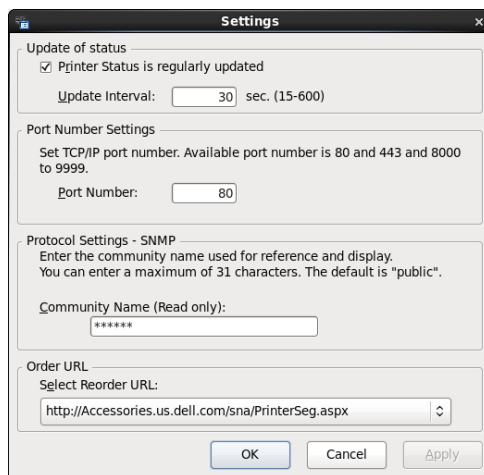 Settings
Update of status
Printer Status is regularly updated
Update Interval: 30 sec. (15-600)
Port Number Settings
Set TCP/IP port number. Available port number is 80 and 443 and 8000
to 9999.
Port Number: 80
Protocol Settings - SNMP
Enter the community name used for reference and display.
You can enter a maximum of 31 characters. The default is "public".
Community Name (Read only):
******
Order URL
Select Reorder URL:
http://Accessories.us.dell.com/sna/PrinterSeg.aspx
OK Cancel Apply